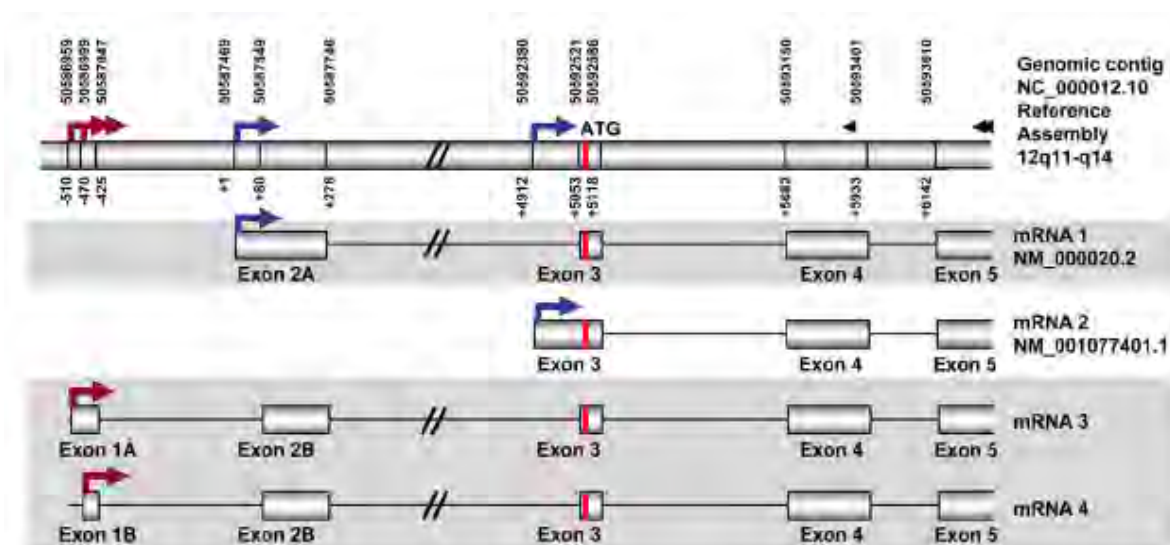 50586959
50586999
50587469
50587746
50592380
50592521
50592586
50593150
50593401
50593610
Genomic contig
NC_000012.10
Reference
Assembly
12q11-q14
ATG
-510
-470
-425
+1
+80
+278
+4912
+5053
+5118
+5933
+6142
mRNA 1
NM_000020.2
Exon 2A
Exon 3
Exon 4
Exon 5
mRNA 2
NM_001077401.1
Exon 3
Exon 4
Exon 5
mRNA 3
Exon 1A
Exon 2B
Exon 3
Exon 4
Exon 5
mRNA 4
Exon 1B
Exon 2B
Exon 3
Exon 4
Exon 5